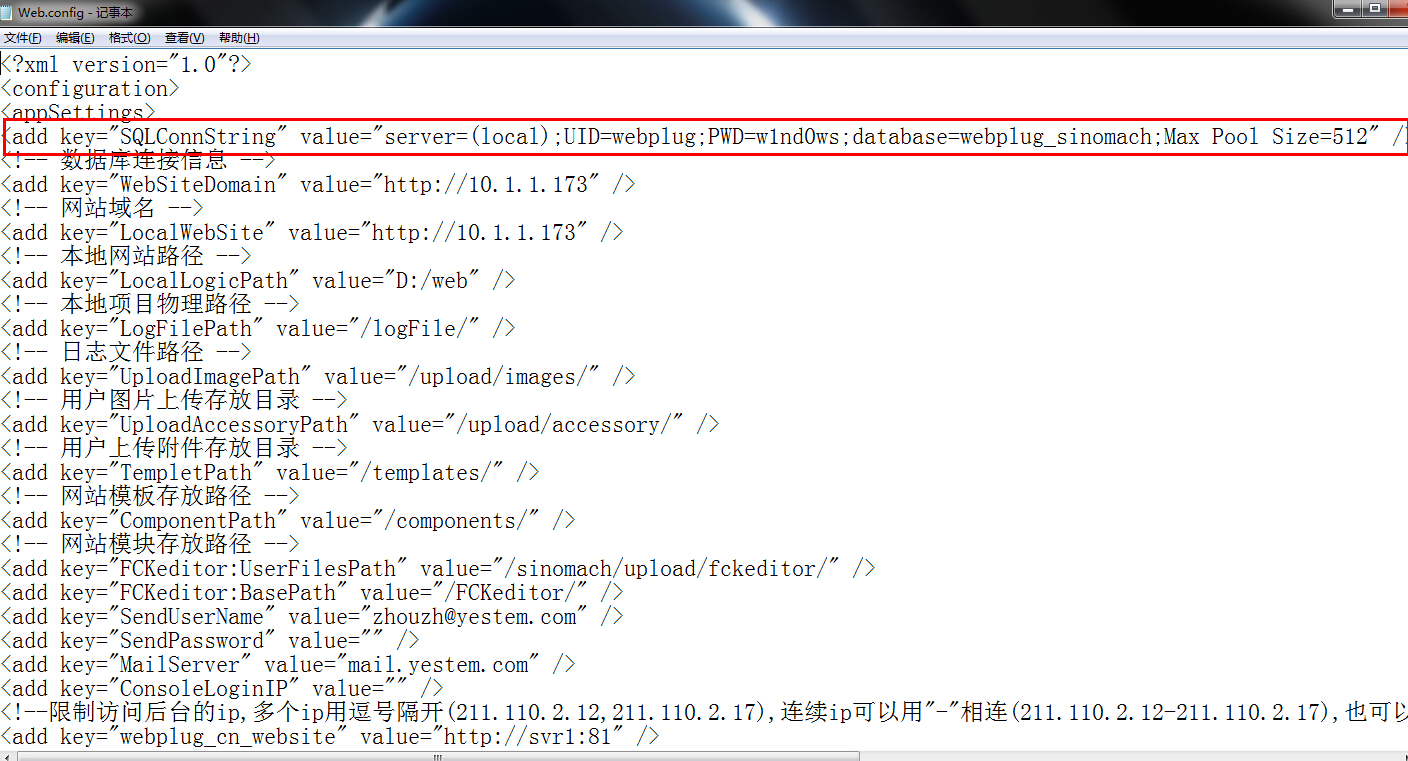 Web.config - 记事本
文件(F) 编辑(E) 格式(O) 查看(V) 帮助(H)
<?xml version="1.0"?>
<configuration>
<appSettings>
<add key="SQLConnString" value="server=(local);UID=webplug;PWD=w1nd0ws;database=webplug_sinomach;Max Pool Size=512" /
<!-- 数据库连接信息 -->
<add key="WebSiteDomain" value="http://10.1.1.173" />
<!-- 网站域名 -->
<add key="LocalWebSite" value="http://10.1.1.173" />
<!-- 本地网站路径 -->
<add key="LocalLogicPath" value="D:/web" />
<!-- 本地项目物理路径 -->
<add key="LogFilePath" value="/logFile/" />
<!-- 日志文件路径 -->
<add key="UploadImagePath" value="/upload/images/" />
<!-- 用户图片上传存放目录 -->
<add key="UploadAccessoryPath" value="/upload/accessory/" />
<!-- 用户上传附件存放目录 -->
<add key="TempletPath" value="/templates/" />
<!-- 网站模板存放路径 -->
<add key="ComponentPath" value="/components/" />
<!-- 网站模块存放路径 -->
<add key="FCKeditor:UserFilesPath" value="/sinomach/upload/fckeditor/" />
<add key="FCKeditor:BasePath" value="/FCKeditor/" />
<add key="SendUserName" value="zhouzh@yestem.com" />
<add key="SendPassword" value="" />
<add key="MailServer" value="mail.yestem.com" />
<add key="ConsoleLoginIP" value="" />
<!--限制访问后台的ip,多个ip用逗号隔开(211.110.2.12,211.110.2.17),连续ip可以用"-"相连(211.110.2.12-211.110.2.17),也可以
<add key="webplug_cn_website" value="http://svr1:81" />